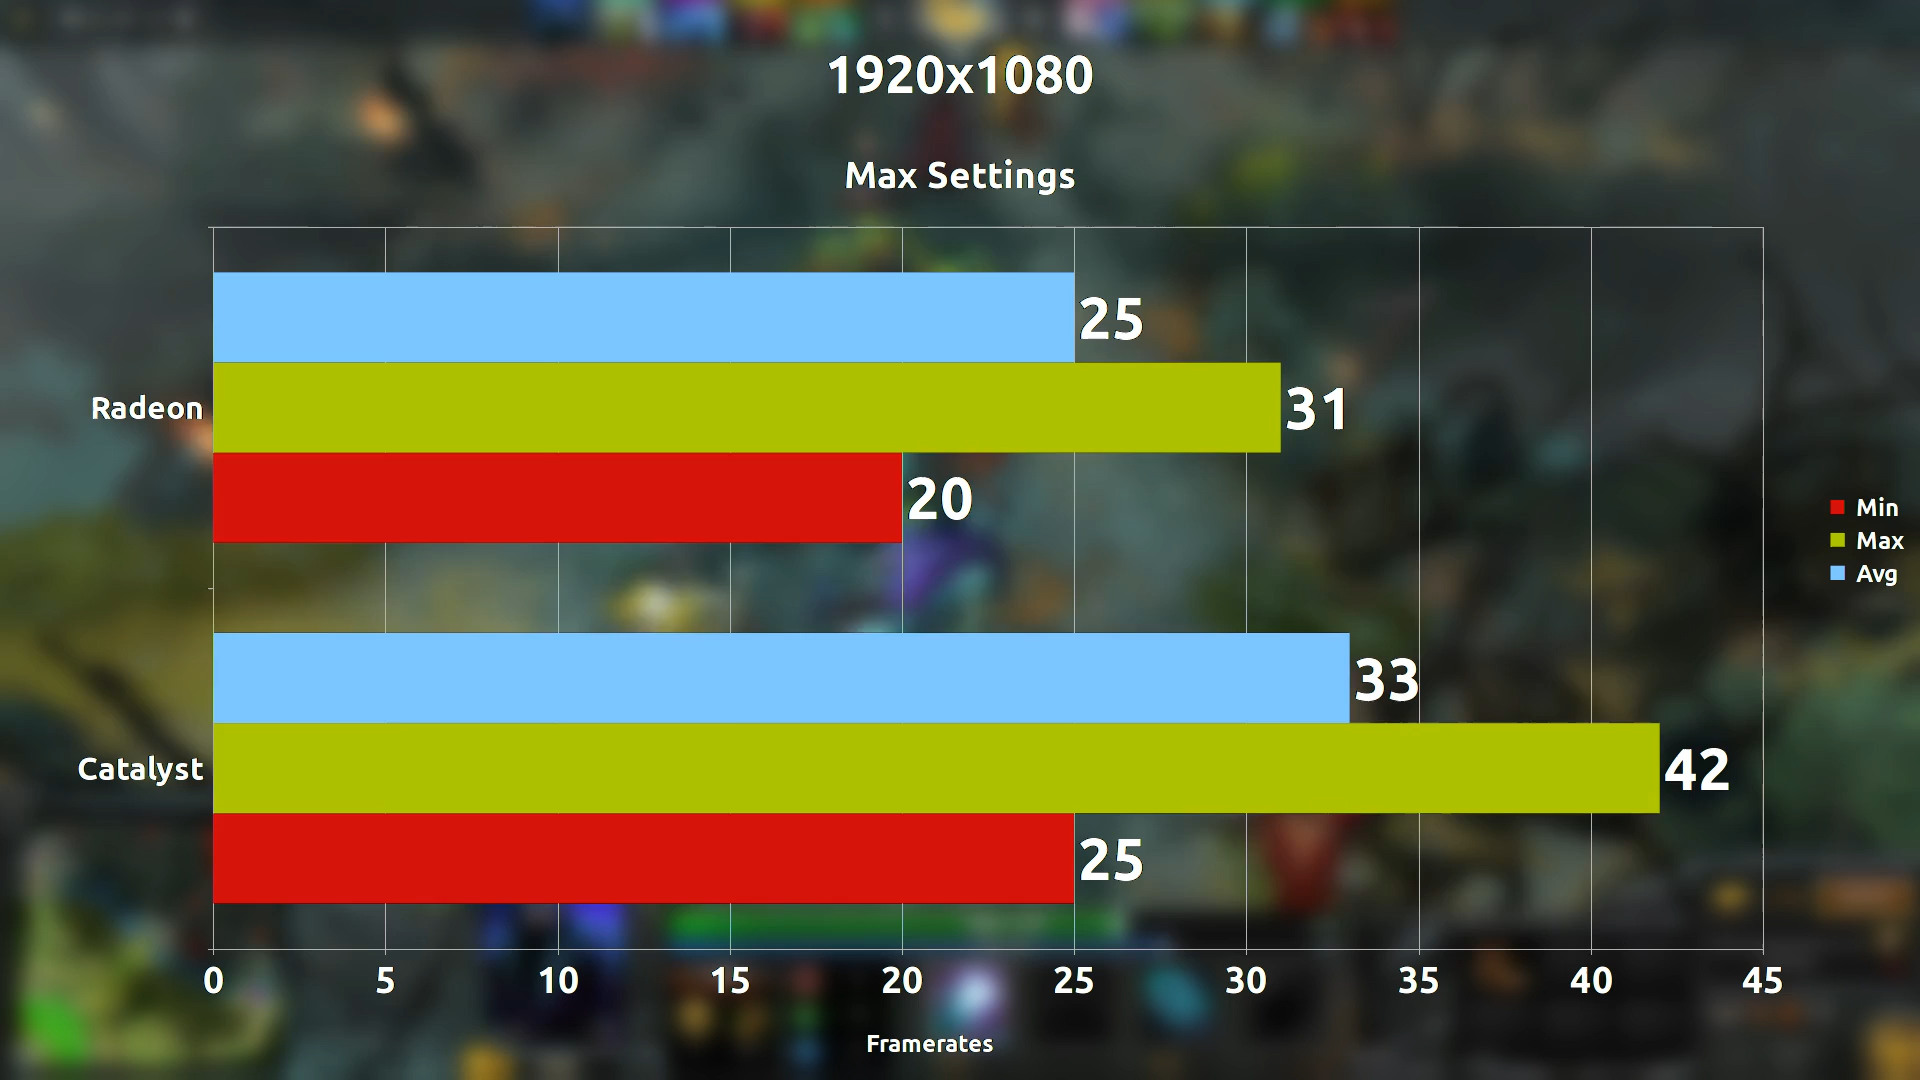 1920x1080
Max Settings
25
Radeon
31
20
33
Catalyst
42
25
Min
Max
Avg
0 5 10 15 20 25 30 35 40 45
Framerates